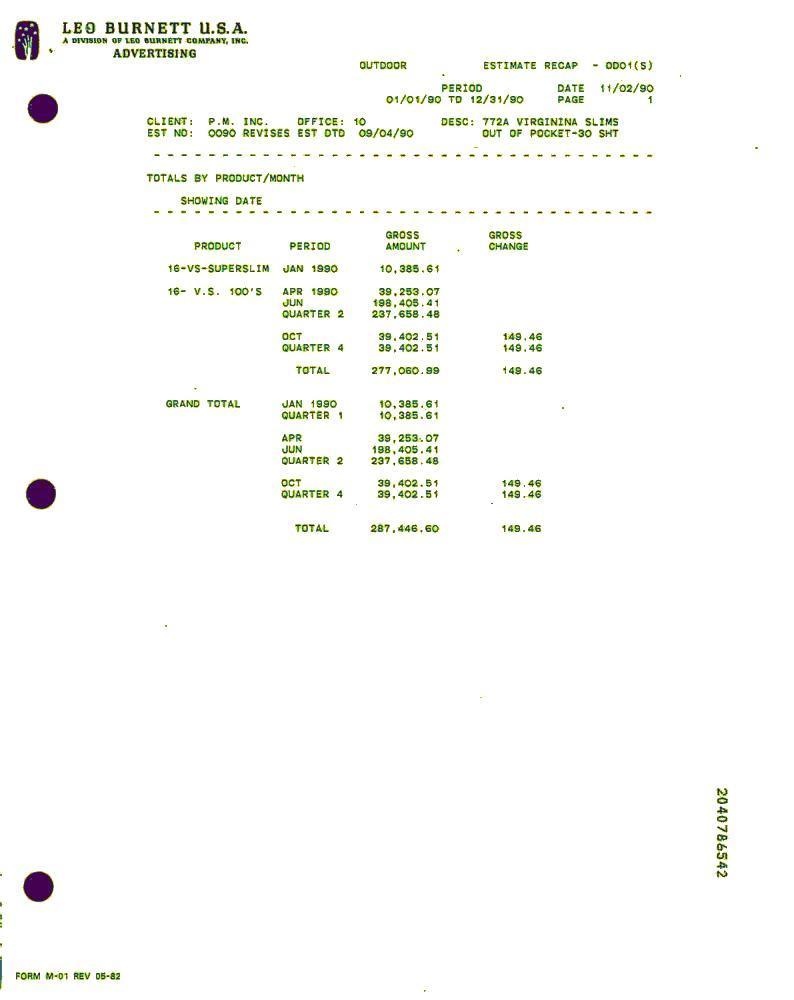 LEO BURNETT U.S.A.
A DIVISION OF LEO BURNETT COMPANY, INC.
ADVERTISING
OUTDOOR ESTIMATE RECAP - ODO1(S)
PERIOD DATE 11/02/90
01/01/90 TO 12/31/90 PAGE 1
CLIENT: P.M. INC. OFFICE: 10 DESC: 772A VIRGININA SLIMS
EST NO: 0090 REVISES EST DTD 09/04/90 OUT OF POCKET-30 SHT
TOTALS BY PRODUCT/MONTH
SHOWING DATE
GROSS GROSS
PRODUCT PERIOD AMOUNT CHANGE
16-VS-SUPERSLIM JAN 1990 10,385.61
16- V.S. 100'S APR 1990 39,253.07
JUN 198,405.41
QUARTER 2 237,658.48
OCT 39,402.51 149.46
QUARTER 4 39,402.51 149.46
TOTAL 277,060.99 149.46
GRAND TOTAL JAN 1990 10,385.61
QUARTER 1 10,385.61
APR 39,253.07
JUN 198,405.41
QUARTER 2 237,658.48
OCT 39,402.51 149.46
QUARTER 4 39,402.51 149.46
TOTAL 287,446.60 149.46
2040786542
FORM M-01 REV 05-82